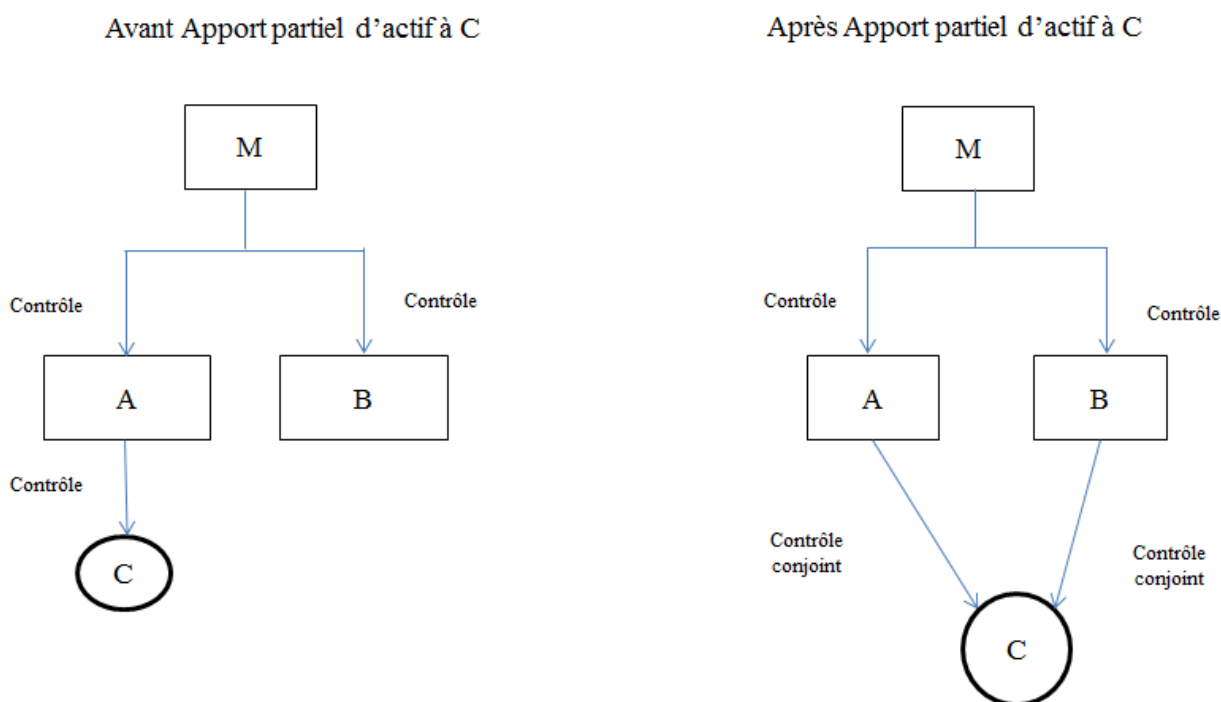 Avant Apport partiel d’actif à C
M
Contrôle
Contrôle
A
B
Contrôle
C
Après Apport partiel d’actif à C
M
Contrôle
Contrôle
A
B
Contrôle
conjoint
Contrôle
conjoint
C